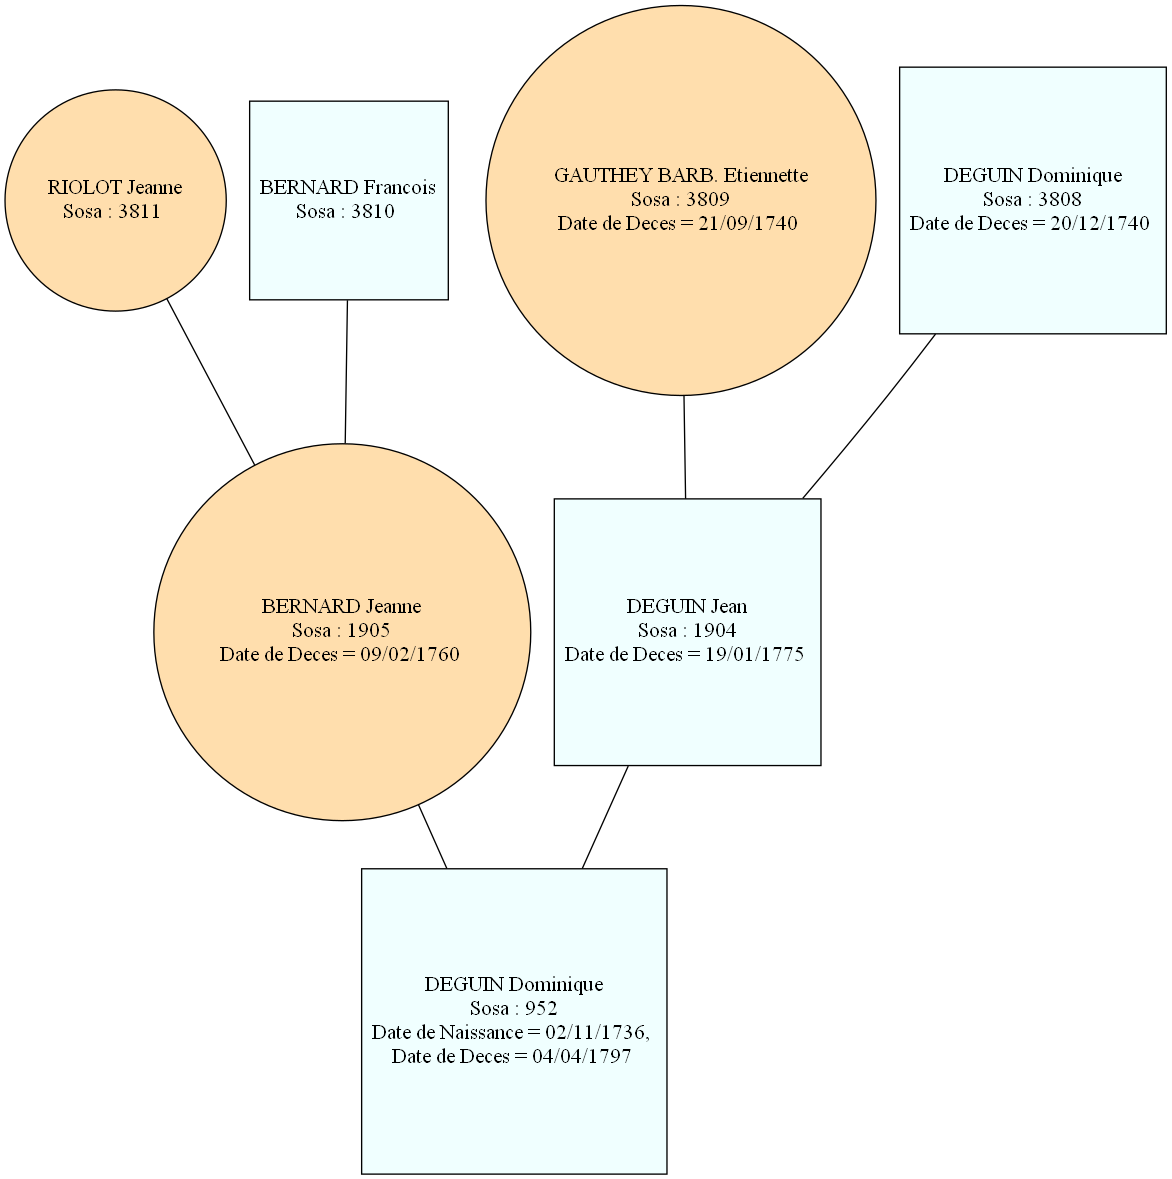 RIOLOT Jeanne
Sosa : 3811
BERNARD Francois
Sosa : 3810
GAUTHEY BARB. Etiennette
Sosa : 3809
Date de Deces = 21/09/1740
DEGUIN Dominique
Sosa : 3808
Date de Deces = 20/12/1740
BERNARD Jeanne
Sosa : 1905
Date de Deces = 09/02/1760
DEGUIN Jean
Sosa : 1904
Date de Deces = 19/01/1775
DEGUIN Dominique
Sosa : 952
Date de Naissance = 02/11/1736,
Date de Deces = 04/04/1797